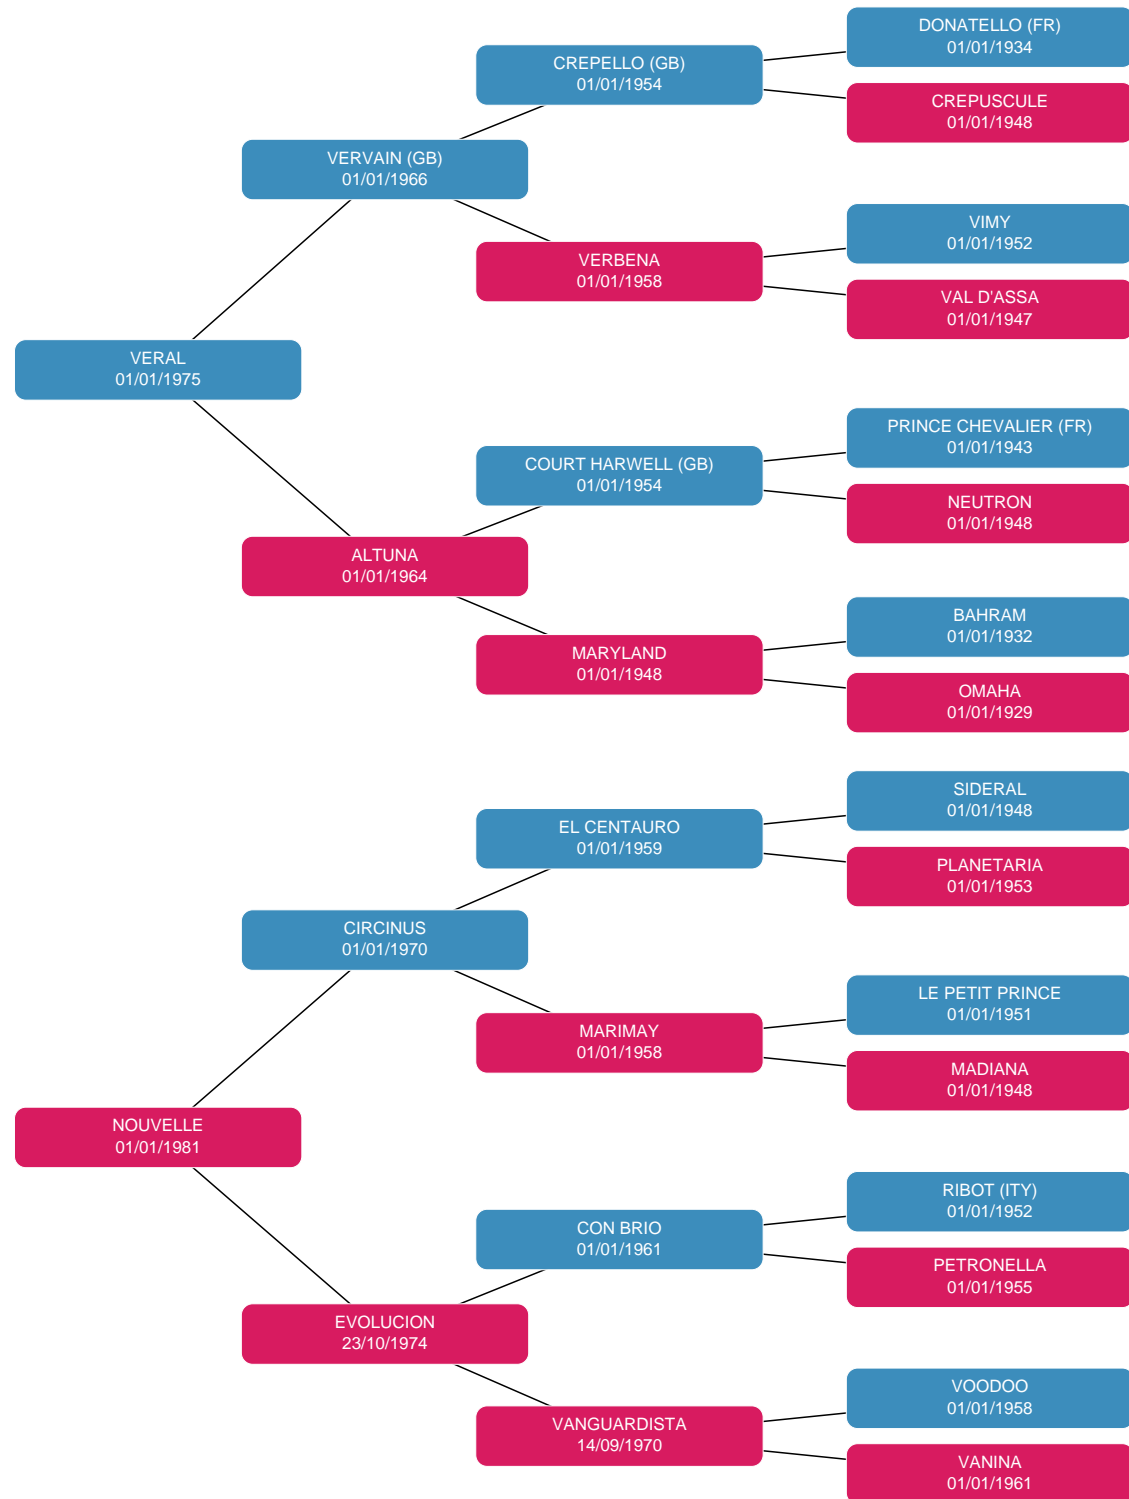 DONATELLO (FR)
01/01/1934
CREPELLO (GB)
01/01/1954
CREPUSCULE
01/01/1948
VERVAIN (GB)
01/01/1966
VIMY
01/01/1952
VERBENA
01/01/1958
VAL D'ASSA
01/01/1947
VERAL
01/01/1975
PRINCE CHEVALIER (FR)
01/01/1943
COURT HARWELL (GB)
01/01/1954
NEUTRON
01/01/1948
ALTUNA
01/01/1964
BAHRAM
01/01/1932
MARYLAND
01/01/1948
OMAHA
01/01/1929
SIDERAL
01/01/1948
EL CENTAURO
01/01/1959
PLANETARIA
01/01/1953
CIRCINUS
01/01/1970
LE PETIT PRINCE
01/01/1951
MARIMAY
01/01/1958
MADIANA
01/01/1948
NOUVELLE
01/01/1981
RIBOT (ITY)
01/01/1952
CON BRIO
01/01/1961
PETRONELLA
01/01/1955
EVOLUCION
23/10/1974
VOODOO
01/01/1958
VANGUARDISTA
14/09/1970
VANINA
01/01/1961